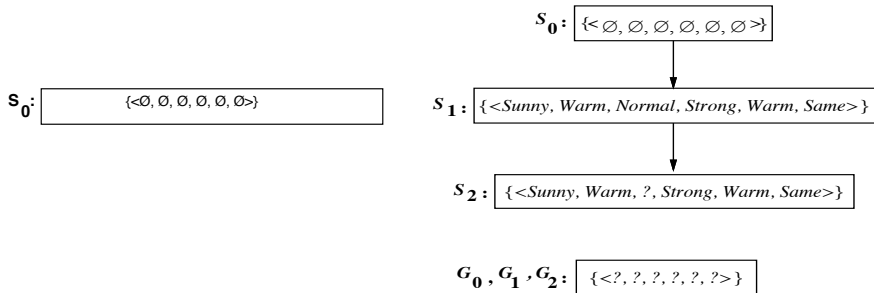 S0: {<Ø, Ø, Ø, Ø, Ø, Ø>}
S0: {<∅, ∅, ∅, ∅, ∅, ∅>}
S1: {<Sunny, Warm, Normal, Strong, Warm, Same>}
S2: {<Sunny, Warm, ?, Strong, Warm, Same>}
G0, G1, G2: {<?, ?, ?, ?, ?, ?>}